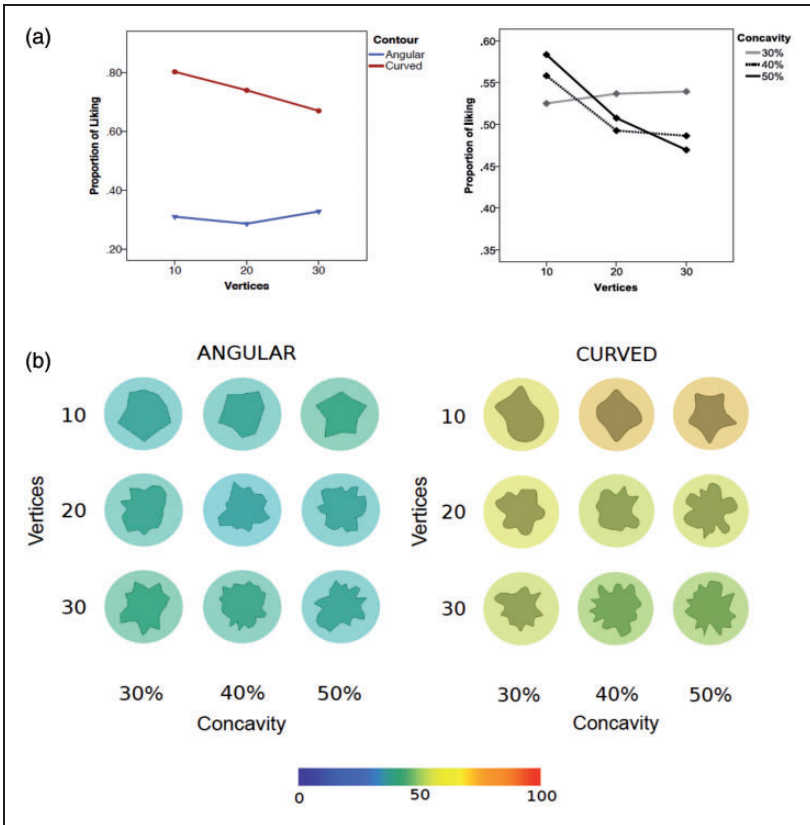 (a)
Contour
Angular
Curved
Proportion of Liking
.80
.60
.40
.20
10 20 30
Vertices
Concavity
30%
40%
50%
Proportion of liking
.60
.55
.50
.45
.40
.35
10 20 30
Vertices
(b)
ANGULAR CURVED
Vertices
10
20
30
30% 40% 50%
Concavity
Vertices
10
20
30
30% 40% 50%
Concavity
0 50 100